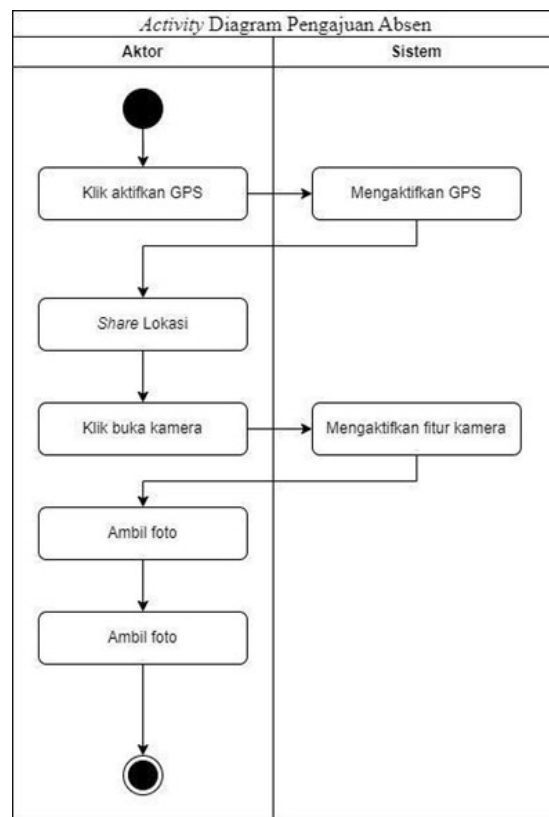 Activity Diagram Pengajuan Absen
Aktor
Sistem
Klik aktifkan GPS
Mengaktifkan GPS
Share Lokasi
Klik buka kamera
Mengaktifkan fitur kamera
Ambil foto
Ambil foto